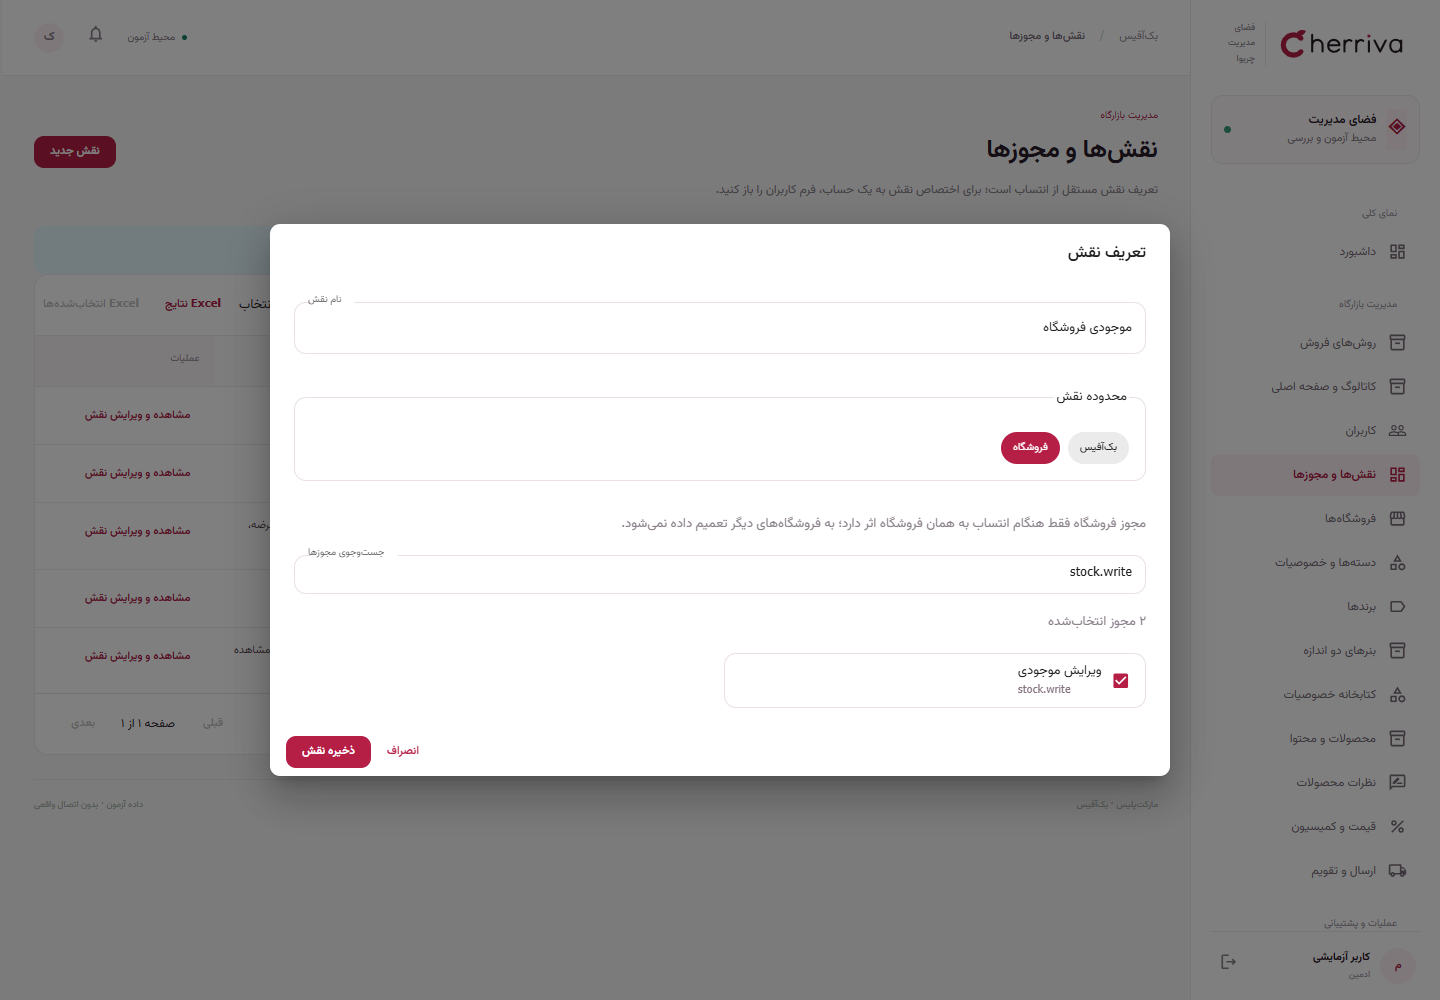 Cherriva
فضای
مدیریت
چریوا
بک‌آفیس / نقش‌ها و مجوزها
محیط آزمون
ک
فضای مدیریت
محیط آزمون و بررسی
نمای کلی
داشبورد
مدیریت بازارگاه
روش‌های فروش
کاتالوگ و صفحه اصلی
کاربران
نقش‌ها و مجوزها
فروشگاه‌ها
دسته‌ها و خصوصیات
برندها
بنرهای دو اندازه
کتابخانه خصوصیات
محصولات و محتوا
نظرات محصولات
قیمت و کمیسیون
ارسال و تقویم
عملیات و پشتیبانی
م
کاربر آزمایشی
ادمین
مدیریت بازارگاه
نقش‌ها و مجوزها
نقش جدید
تعریف نقش مستقل از انتساب است؛ برای اختصاص نقش به یک حساب، فرم کاربران را باز کنید.
Excel نتایج
Excel انتخاب‌شده‌ها
عملیات
مشاهده و ویرایش نقش
مشاهده و ویرایش نقش
مشاهده و ویرایش نقش
مشاهده و ویرایش نقش
مشاهده
مشاهده و ویرایش نقش
قبلی
صفحه ۱ از ۱
بعدی
تعریف نقش
نام نقش
موجودی فروشگاه
محدوده نقش
بک‌آفیس
فروشگاه
مجوز فروشگاه فقط هنگام انتساب به همان فروشگاه اثر دارد؛ به فروشگاه‌های دیگر تعمیم داده نمی‌شود.
جست‌وجوی مجوزها
stock.write
۲ مجوز انتخاب‌شده
ویرایش موجودی
stock.write
انصراف
ذخیره نقش
مارکت‌پلیس • بک‌آفیس
داده آزمون • بدون اتصال واقعی